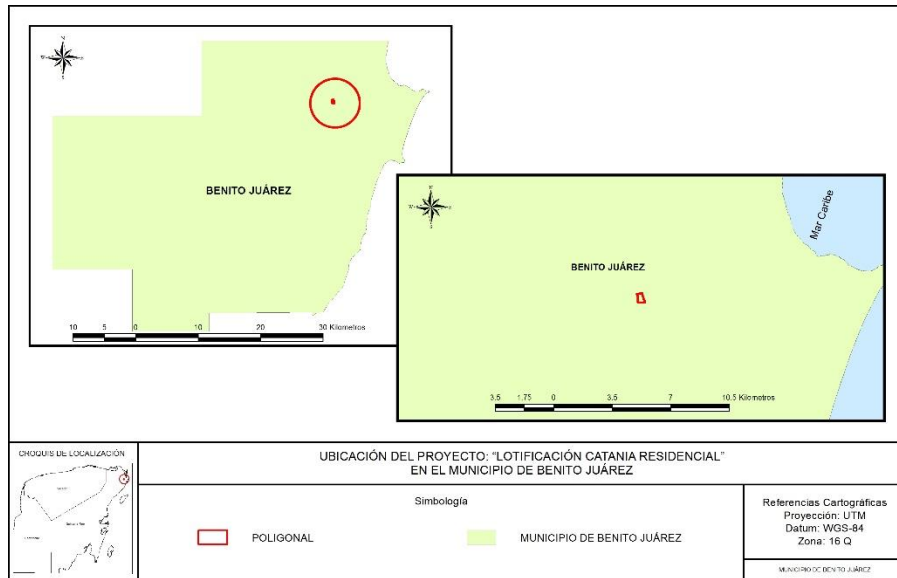 BENITO JUÁREZ
10 5 0 10 20 30 Kilometros
Mar Caribe
BENITO JUÁREZ
3.5 1.75 0 3.5 7 10.5 Kilometros
CROQUIS DE LOCALIZACIÓN
UBICACIÓN DEL PROYECTO: "LOTIFICACIÓN CATANIA RESIDENCIAL"
EN EL MUNICIPIO DE BENITO JUÁREZ
Simbología
POLIGONAL
MUNICIPIO DE BENITO JUÁREZ
Referencias Cartográficas
Proyección: UTM
Datum: WGS-84
Zona: 16 Q
MUNICIPIO DE BENITO JUÁREZ